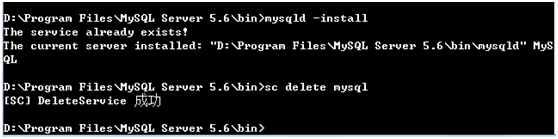 D:\Program Files\MySQL Server 5.6\bin>mysqld -install
The service already exists!
The current server installed: "D:\Program Files\MySQL Server 5.6\bin\mysqld" MyS
QL
D:\Program Files\MySQL Server 5.6\bin>sc delete mysql
[SC] DeleteService 成功
D:\Program Files\MySQL Server 5.6\bin>